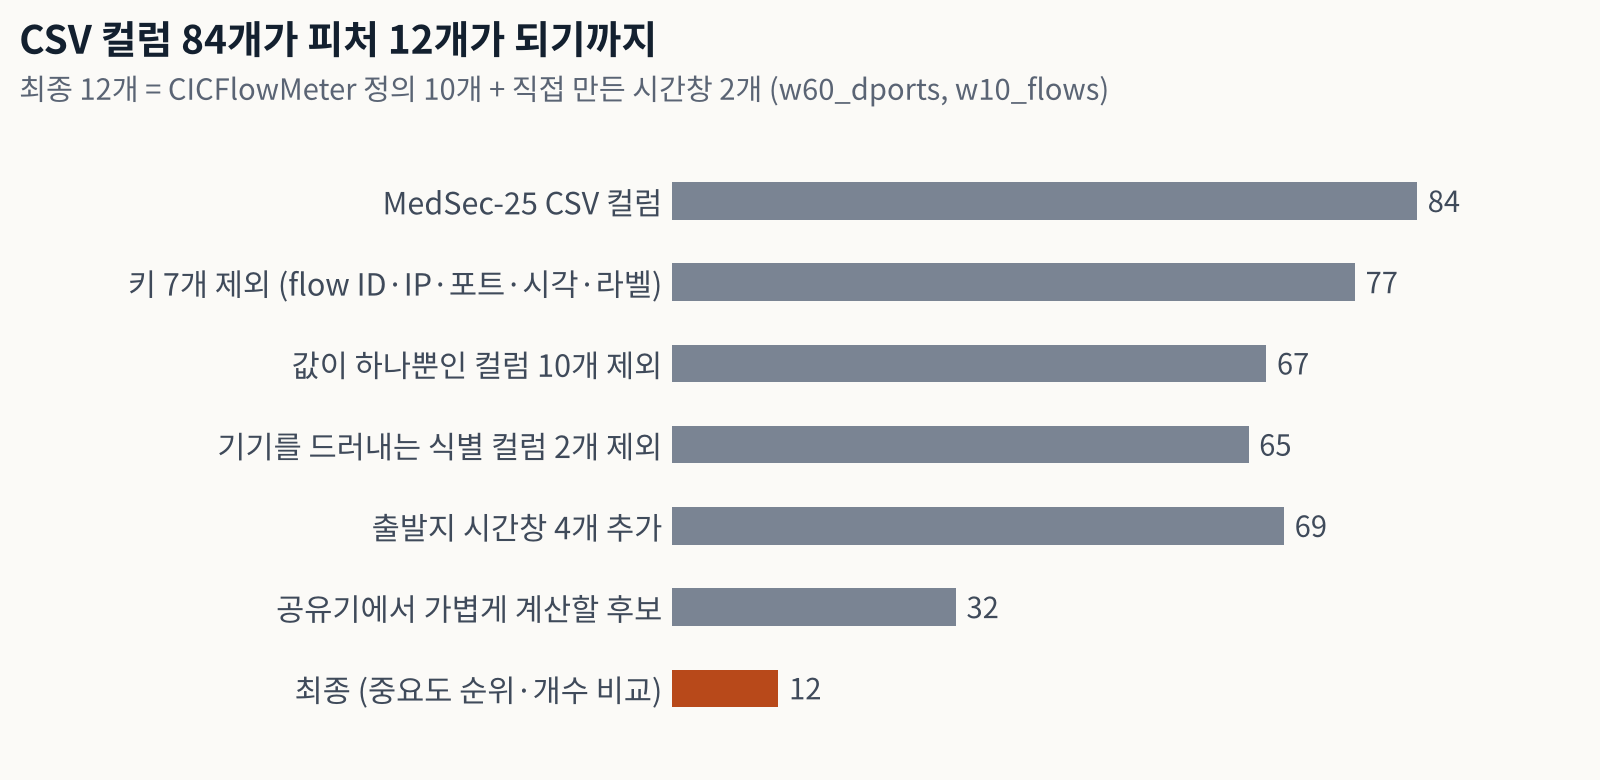 CSV 컬럼 84개가 피처 12개가 되기까지
최종 12개 = CICFlowMeter 정의 10개 + 직접 만든 시간창 2개 (w60_dports, w10_flows)
MedSec-25 CSV 컬럼 84
키 7개 제외 (flow ID·IP·포트·시각·라벨) 77
값이 하나뿐인 컬럼 10개 제외 67
기기를 드러내는 식별 컬럼 2개 제외 65
출발지 시간창 4개 추가 69
공유기에서 가볍게 계산할 후보 32
최종 (중요도 순위·개수 비교) 12